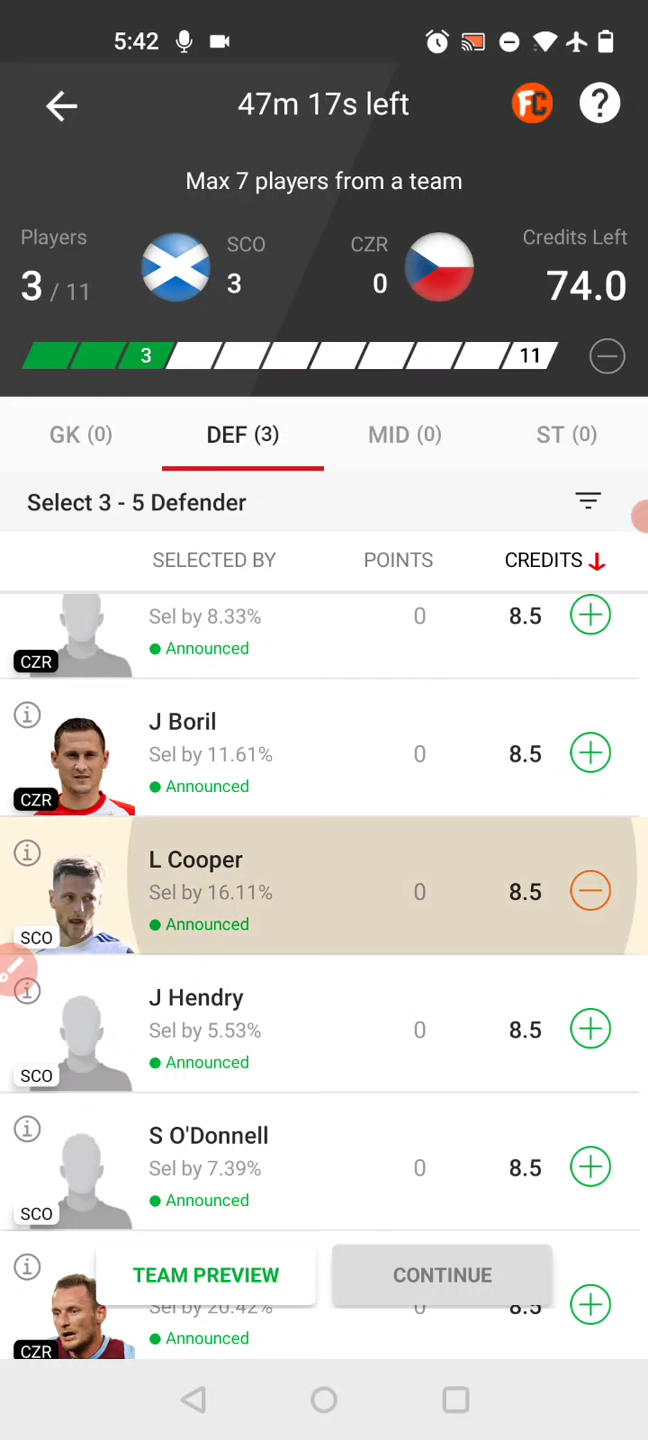 5:42
47m 17s left
FC
?
Max 7 players from a team
Players
SCO
CZR
Credits Left
3 / 11
3
0
74.0
3
11
GK (0)
DEF (3)
MID (0)
ST (0)
Select 3 - 5 Defender
SELECTED BY
POINTS
CREDITS
Sel by 8.33%
0
8.5
Announced
CZR
J Boril
Sel by 11.61%
0
8.5
Announced
CZR
L Cooper
Sel by 16.11%
0
8.5
Announced
SCO
J Hendry
Sel by 5.53%
0
8.5
Announced
SCO
S O'Donnell
Sel by 7.39%
0
8.5
Announced
SCO
TEAM PREVIEW
CONTINUE
Sel by 20.42%
0
8.5
Announced
CZR